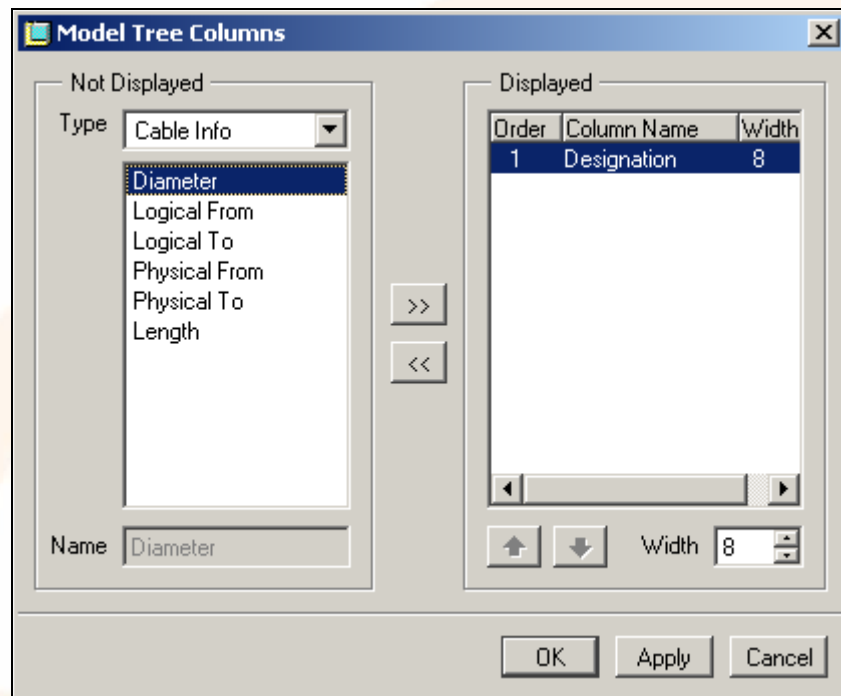 Model Tree Columns
Not Displayed
Type Cable Info
Diameter
Logical From
Logical To
Physical From
Physical To
Length
Name Diameter
>>
<<
Displayed
Order Column Name Width
1 Designation 8
Width 8
OK Apply Cancel